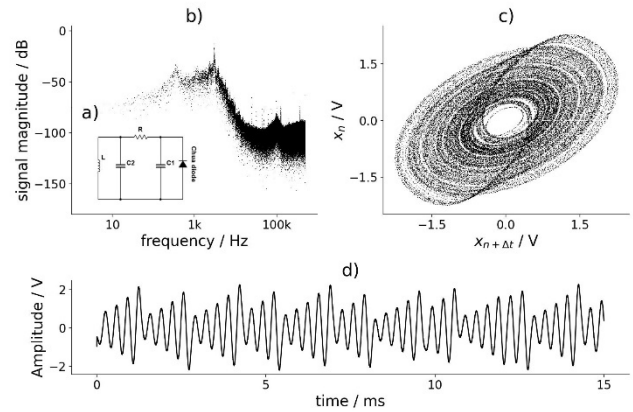 b)
signal magnitude / dB
0
−50
−100
−150
a)
R
L
C2
C1
Chua diode
10
1k
100k
frequency / Hz
c)
xₙ / V
1.5
0.0
−1.5
−1.5
0.0
1.5
xₙ₊Δₜ / V
d)
Amplitude / V
2
0
−2
0
5
10
15
time / ms